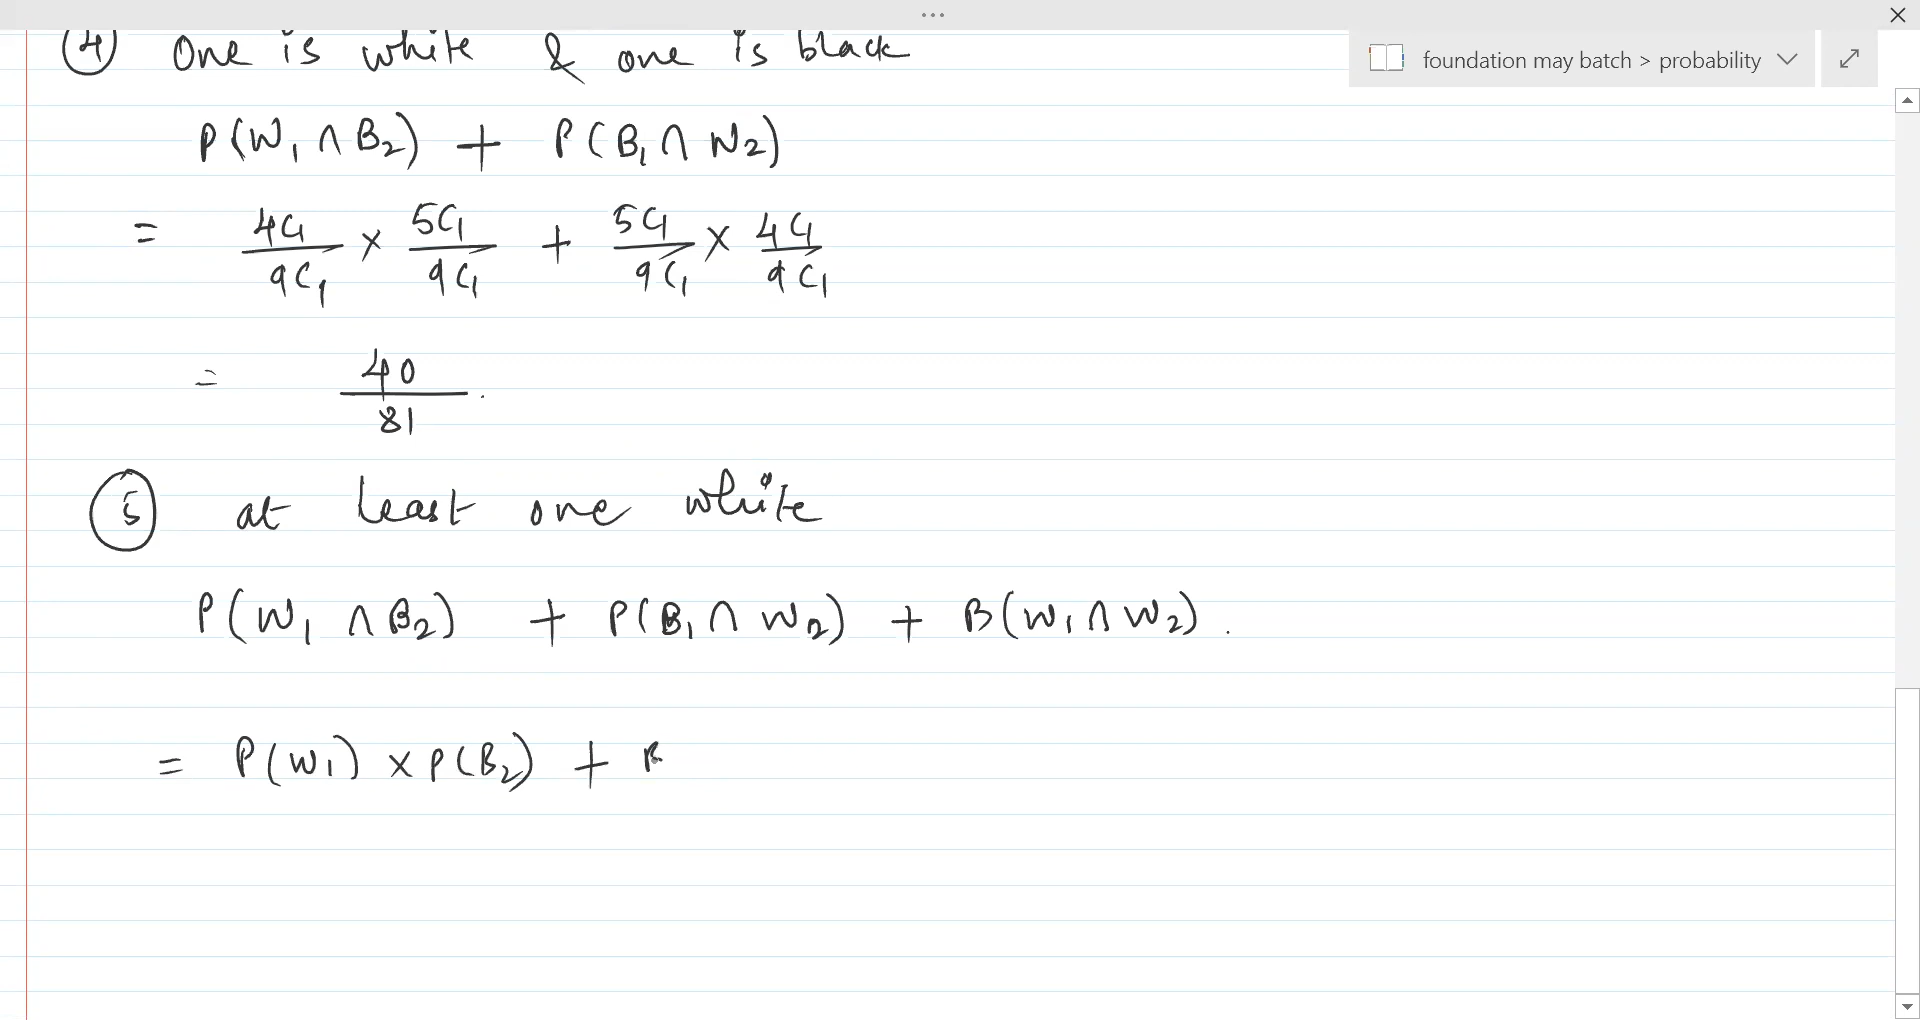 ...
foundation may batch > probability
(4) One is white & one is black
P(W₁ ∩ B₂) + P(B₁ ∩ W₂)
= 4C₁/9C₁ × 5C₁/9C₁ + 5C₁/9C₁ × 4C₁/9C₁
= 40/81.
(5) at least one white
P(W₁ ∩ B₂) + P(B₁ ∩ W₂) + B(W₁ ∩ W₂).
= P(W₁) × P(B₂) +